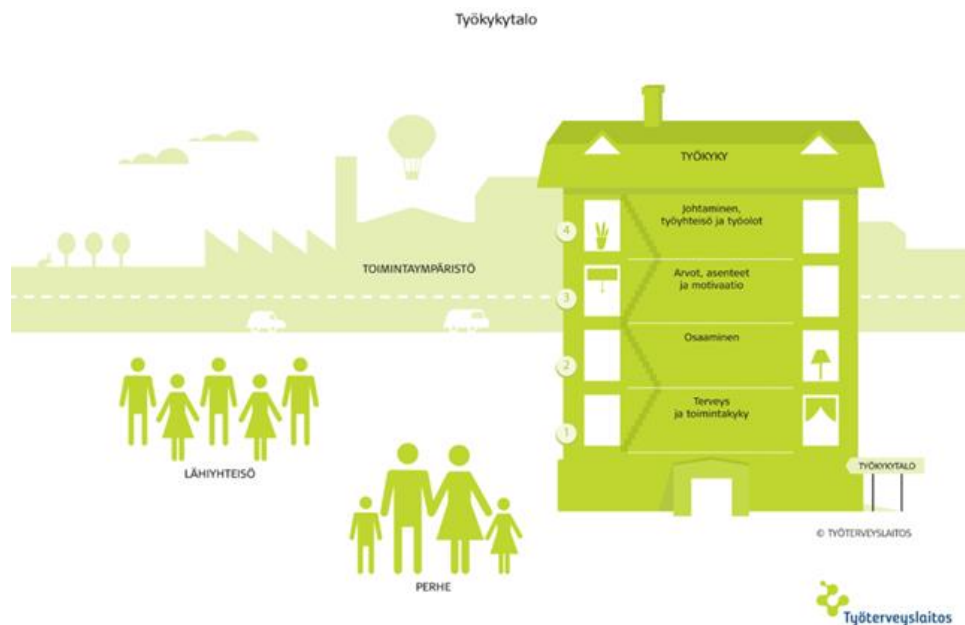 Työkykytalo
TYÖKYKY
4
Johtaminen,
työyhteisö ja työolot
TOIMINTAYMPÄRISTÖ
3
Arvot, asenteet
ja motivaatio
2
Osaaminen
1
Terveys
ja toimintakyky
LÄHIYHTEISÖ
PERHE
TYÖKYKYTALO
© TYÖTERVEYSLAITOS
Työterveyslaitos